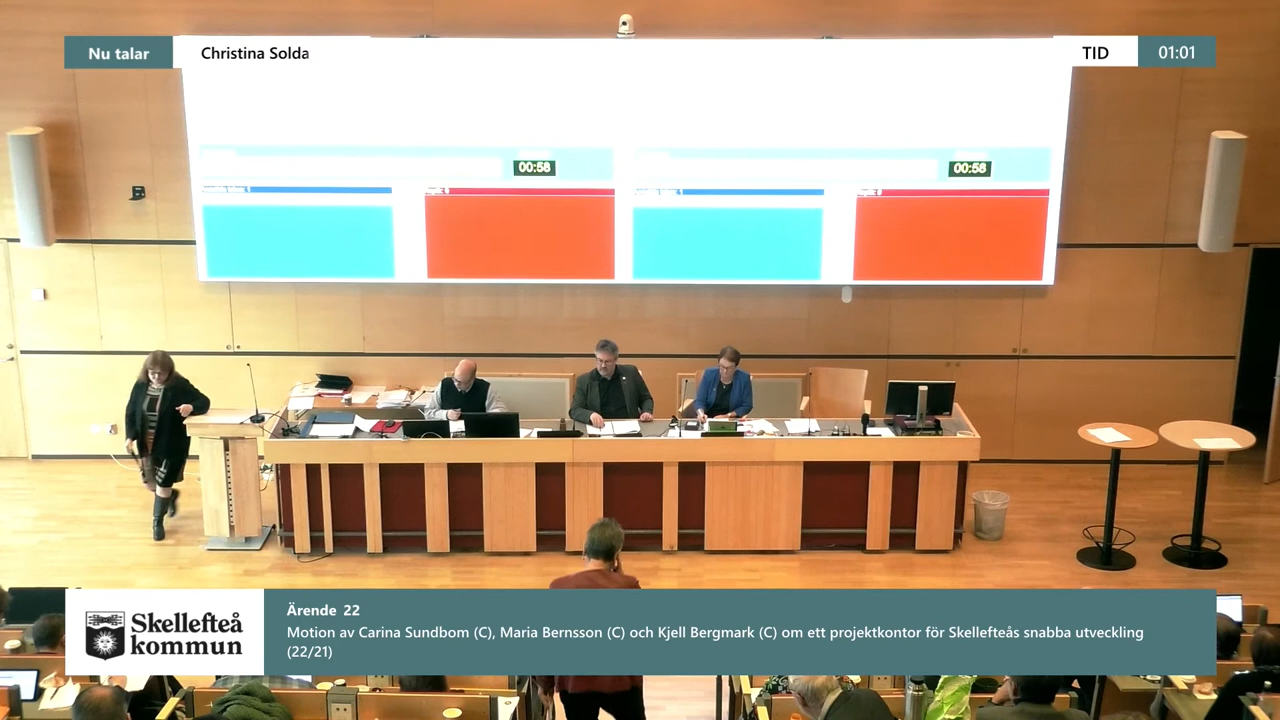 Nu talar
Christina Solda
TID
01:01
00:58
00:58
Skellefteå
kommun
Ärende 22
Motion av Carina Sundbom (C), Maria Bernsson (C) och Kjell Bergmark (C) om ett projektkontor för Skellefteås snabba utveckling
(22/21)